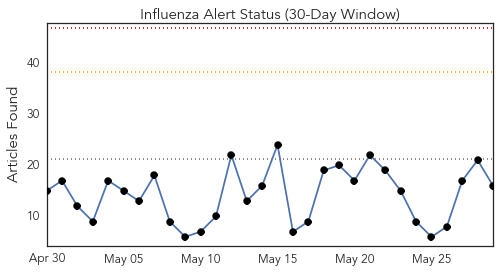 Influenza Alert Status (30-Day Window)
Articles Found
40
30
20
10
Apr 30
May 05
May 10
May 15
May 20
May 25